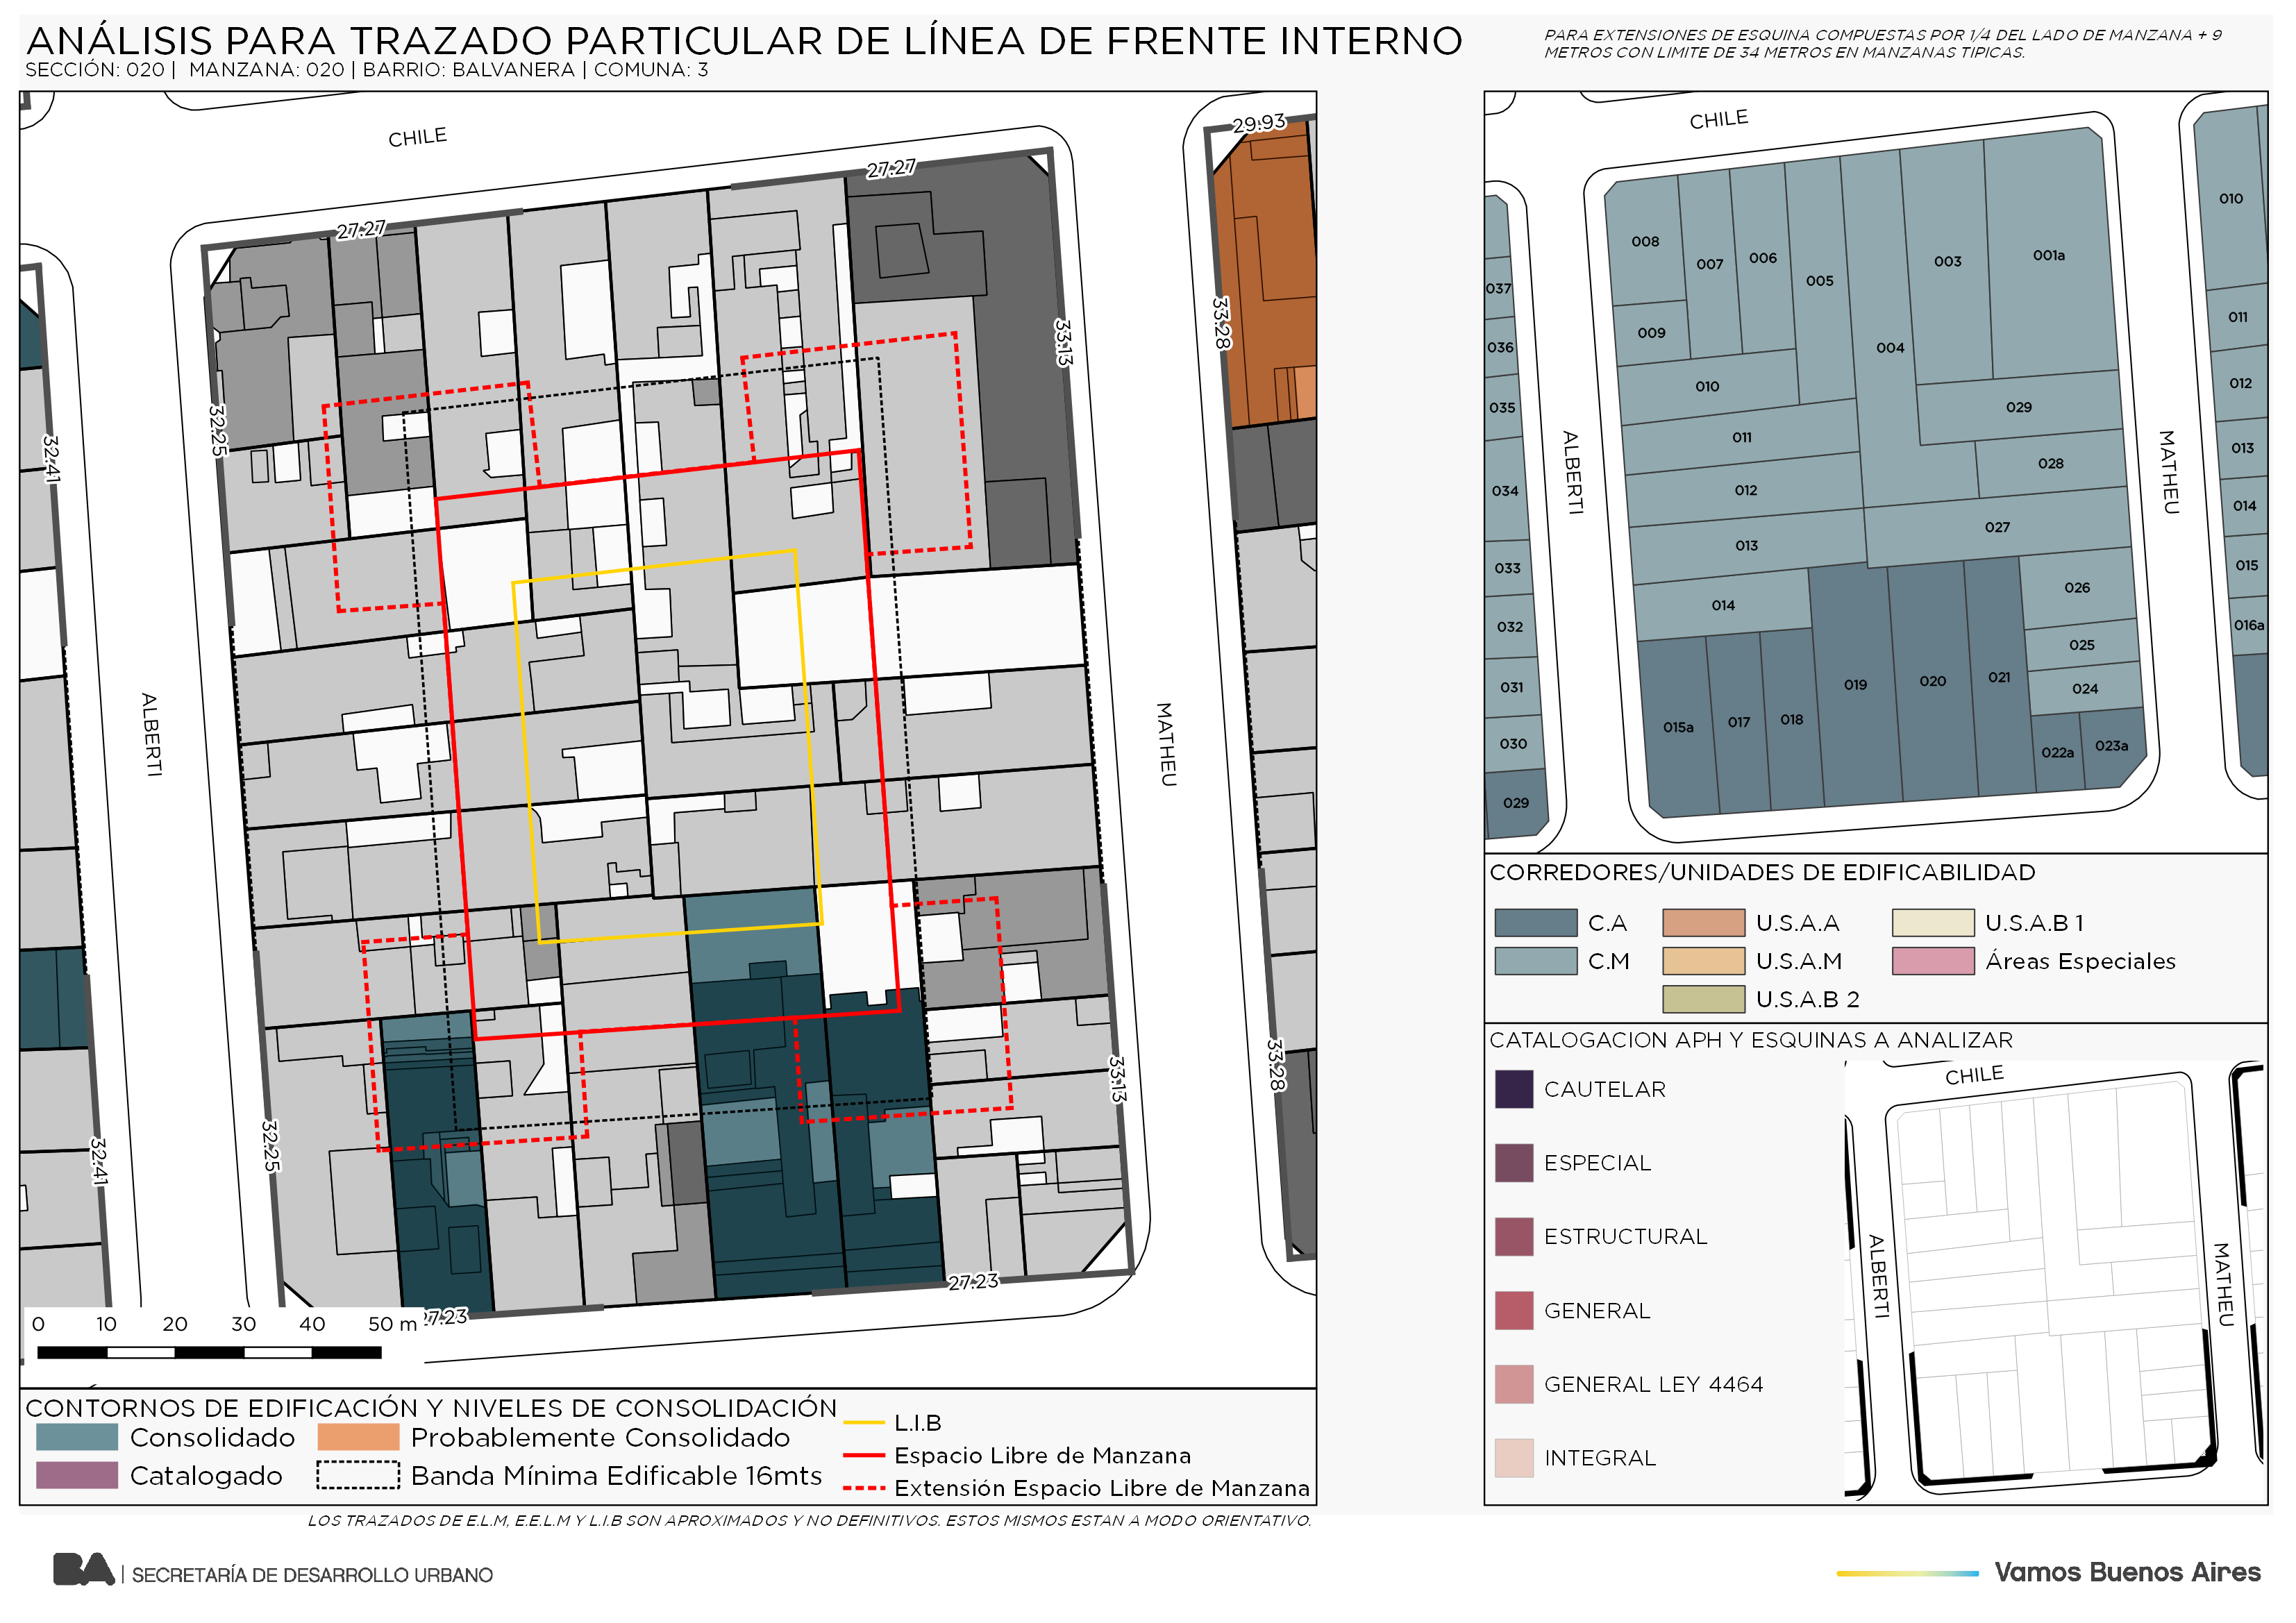 ANÁLISIS PARA TRAZADO PARTICULAR DE LÍNEA DE FRENTE INTERNO
SECCIÓN: 020 | MANZANA: 020 | BARRIO: BALVANERA | COMUNA: 3
PARA EXTENSIONES DE ESQUINA COMPUESTAS POR 1/4 DEL LADO DE MANZANA + 9
METROS CON LIMITE DE 34 METROS EN MANZANAS TIPICAS.
CHILE
29.93
27.27
27.27
33.28
33.13
32.25
32.41
ALBERTI
MATHEU
33.28
33.13
32.25
32.41
27.23
27.23
0 10 20 30 40 50 m
CONTORNOS DE EDIFICACIÓN Y NIVELES DE CONSOLIDACIÓN
Consolidado
Probablemente Consolidado
Catalogado
Banda Mínima Edificable 16mts
L.I.B
Espacio Libre de Manzana
Extensión Espacio Libre de Manzana
CHILE
ALBERTI
MATHEU
008
007
006
005
004
003
001a
009
010
011
012
013
014
029
028
027
026
025
024
015a
017
018
019
020
021
022a
023a
037
036
035
034
033
032
031
030
029
010
011
012
013
014
015
016a
CORREDORES/UNIDADES DE EDIFICABILIDAD
C.A
U.S.A.A
U.S.A.B 1
C.M
U.S.A.M
Áreas Especiales
U.S.A.B 2
CATALOGACION APH Y ESQUINAS A ANALIZAR
CAUTELAR
ESPECIAL
ESTRUCTURAL
GENERAL
GENERAL LEY 4464
INTEGRAL
CHILE
ALBERTI
MATHEU
LOS TRAZADOS DE E.L.M, E.E.L.M Y L.I.B SON APROXIMADOS Y NO DEFINITIVOS. ESTOS MISMOS ESTAN A MODO ORIENTATIVO.
BA | SECRETARÍA DE DESARROLLO URBANO
Vamos Buenos Aires